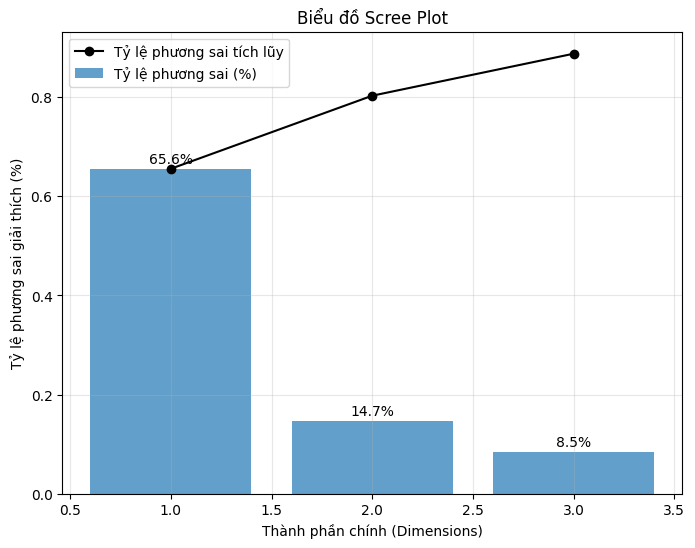 Biểu đồ Scree Plot
Tỷ lệ phương sai tích lũy
Tỷ lệ phương sai (%)
65.6%
14.7%
8.5%
Tỷ lệ phương sai giải thích (%)
0.8
0.6
0.4
0.2
0.0
0.5 1.0 1.5 2.0 2.5 3.0 3.5
Thành phần chính (Dimensions)